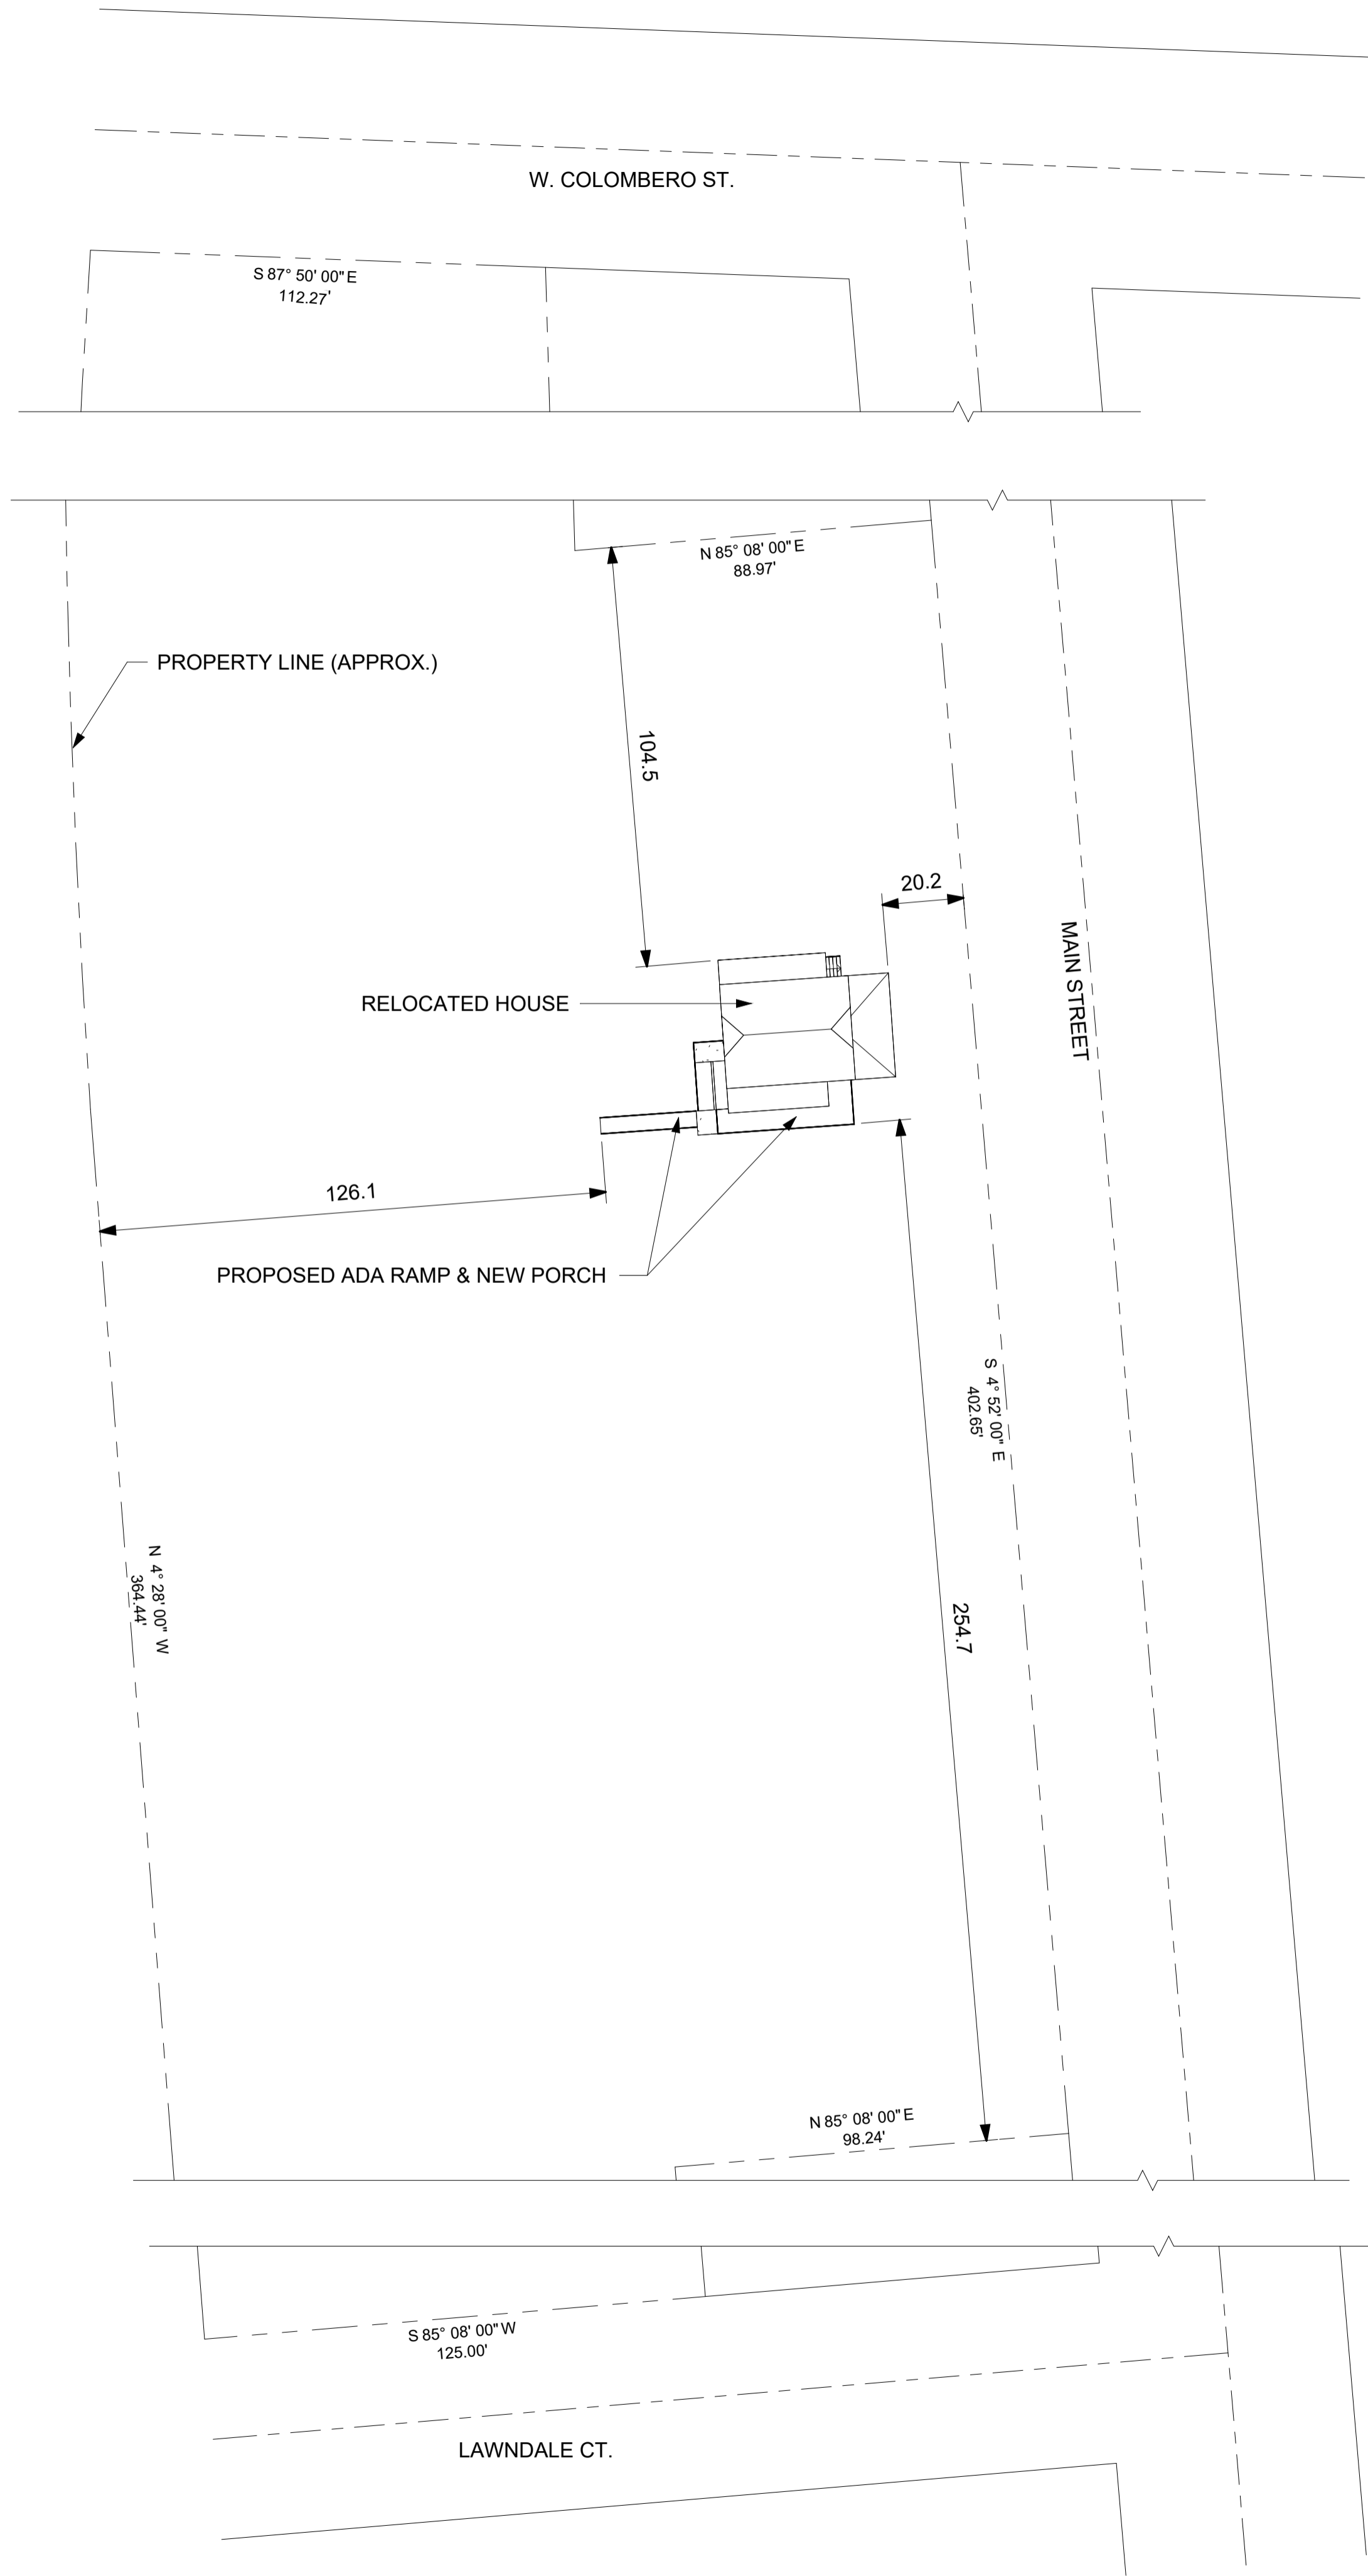 W. COLOMBERO ST.
S 87° 50' 00" E
112.27'
N 85° 08' 00" E
88.97'
PROPERTY LINE (APPROX.)
104.5
20.2
MAIN STREET
RELOCATED HOUSE
126.1
PROPOSED ADA RAMP & NEW PORCH
S 4° 52' 00" E
402.65'
N 4° 28' 00" W
364.44'
254.7
N 85° 08' 00" E
98.24'
S 85° 08' 00" W
125.00'
LAWNDALE CT.